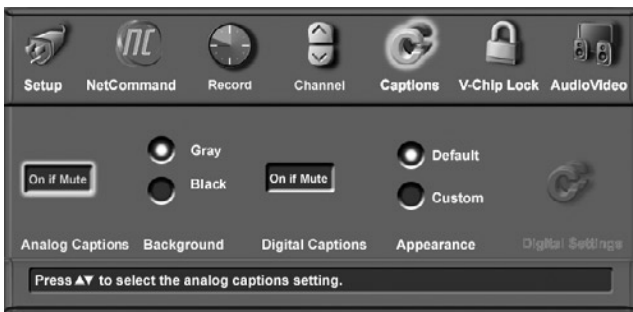 NC
Setup NetCommand Record Channel Captions V-Chip Lock AudioVideo
Gray
Black
On if Mute
On if Mute
Default
Custom
Analog Captions Background Digital Captions Appearance Digital Settings
Press ▲▼ to select the analog captions setting.